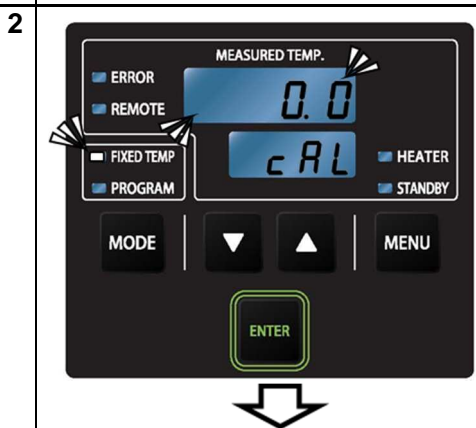 2
MEASURED TEMP.
ERROR
0.0
REMOTE
cAL
FIXED TEMP
HEATER
PROGRAM
STANDBY
MODE
MENU
ENTER